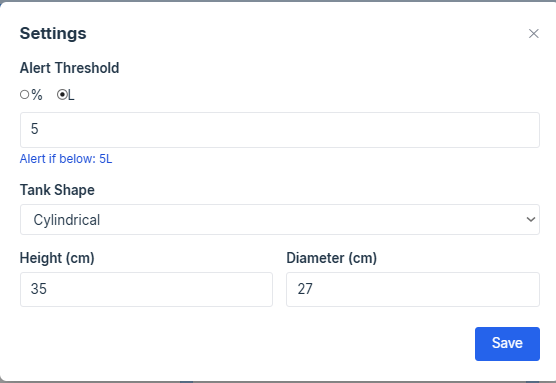 Settings
Alert Threshold
% L
5
Alert if below: 5L
Tank Shape
Cylindrical
Height (cm) Diameter (cm)
35 27
Save